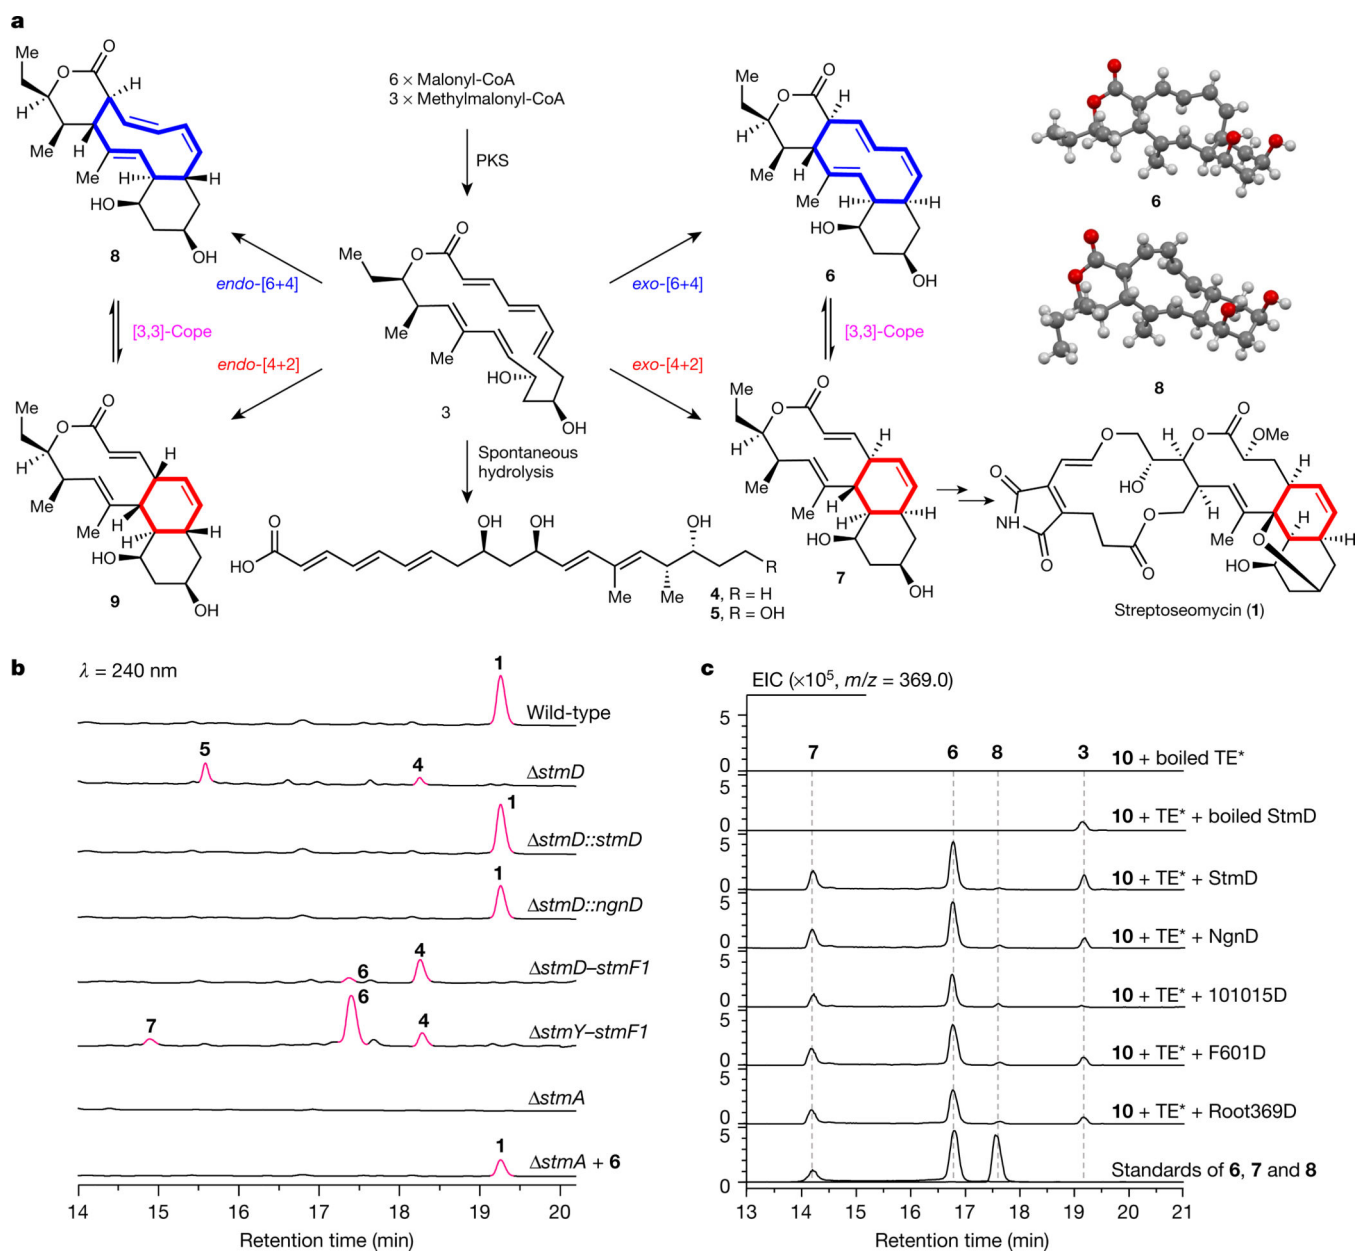 a
6 × Malonyl-CoA
3 × Methylmalonyl-CoA
PKS
Me
O
O
H
Me
H
Me
H
H
HO
OH
8
endo-[6+4]
[3,3]-Cope
endo-[4+2]
O
O
Me
Me
HO
OH
3
Spontaneous
hydrolysis
exo-[6+4]
[3,3]-Cope
exo-[4+2]
O
Me
O
H
H
Me
H
Me
H
H
HO
OH
6
6
8
Me
O
O
H
H
Me
H
Me
H
H
HO
OH
9
O
HO
OH
OH
OH
Me
Me
R
4, R = H
5, R = OH
Me
O
O
H
H
Me
Me
H
H
H
HO
OH
7
O
O
O
OMe
H
O
HO
NH
O
O
O
H
Me
O
H
H
HO
Streptoseomycin (1)
b
λ = 240 nm
1
Wild-type
5
4
ΔstmD
1
ΔstmD::stmD
1
ΔstmD::ngnD
6
4
ΔstmD–stmF1
7
6
4
ΔstmY–stmF1
ΔstmA
1
ΔstmA + 6
14 15 16 17 18 19 20
Retention time (min)
c
EIC (×10⁵, m/z = 369.0)
5
7 6 8 3
10 + boiled TE*
0
5
10 + TE* + boiled StmD
0
5
10 + TE* + StmD
0
5
10 + TE* + NgnD
0
5
10 + TE* + 101015D
0
5
10 + TE* + F601D
0
5
10 + TE* + Root369D
0
5
Standards of 6, 7 and 8
0
13 14 15 16 17 18 19 20 21
Retention time (min)